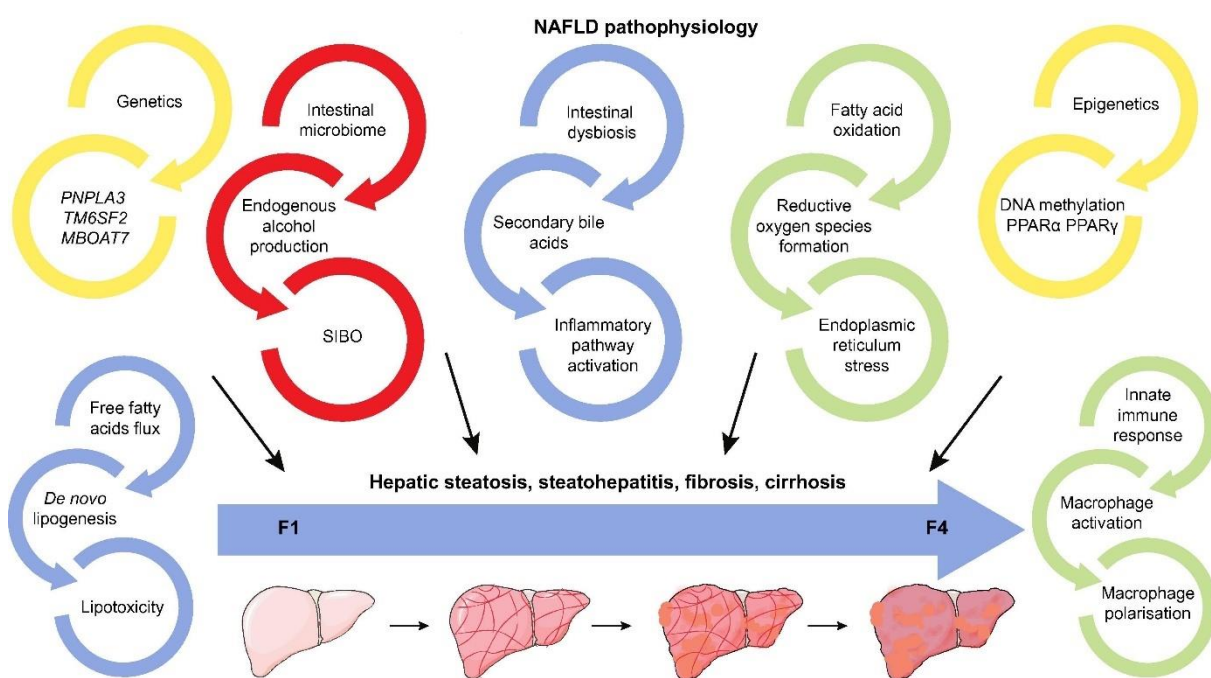 NAFLD pathophysiology
Genetics
PNPLA3
TM6SF2
MBOAT7
Intestinal
microbiome
Endogenous
alcohol
production
SIBO
Intestinal
dysbiosis
Secondary bile
acids
Inflammatory
pathway
activation
Fatty acid
oxidation
Reductive
oxygen species
formation
Endoplasmic
reticulum
stress
Epigenetics
DNA methylation
PPARα PPARγ
Free fatty
acids flux
De novo
lipogenesis
Lipotoxicity
Hepatic steatosis, steatohepatitis, fibrosis, cirrhosis
F1
F4
Innate
immune
response
Macrophage
activation
Macrophage
polarisation